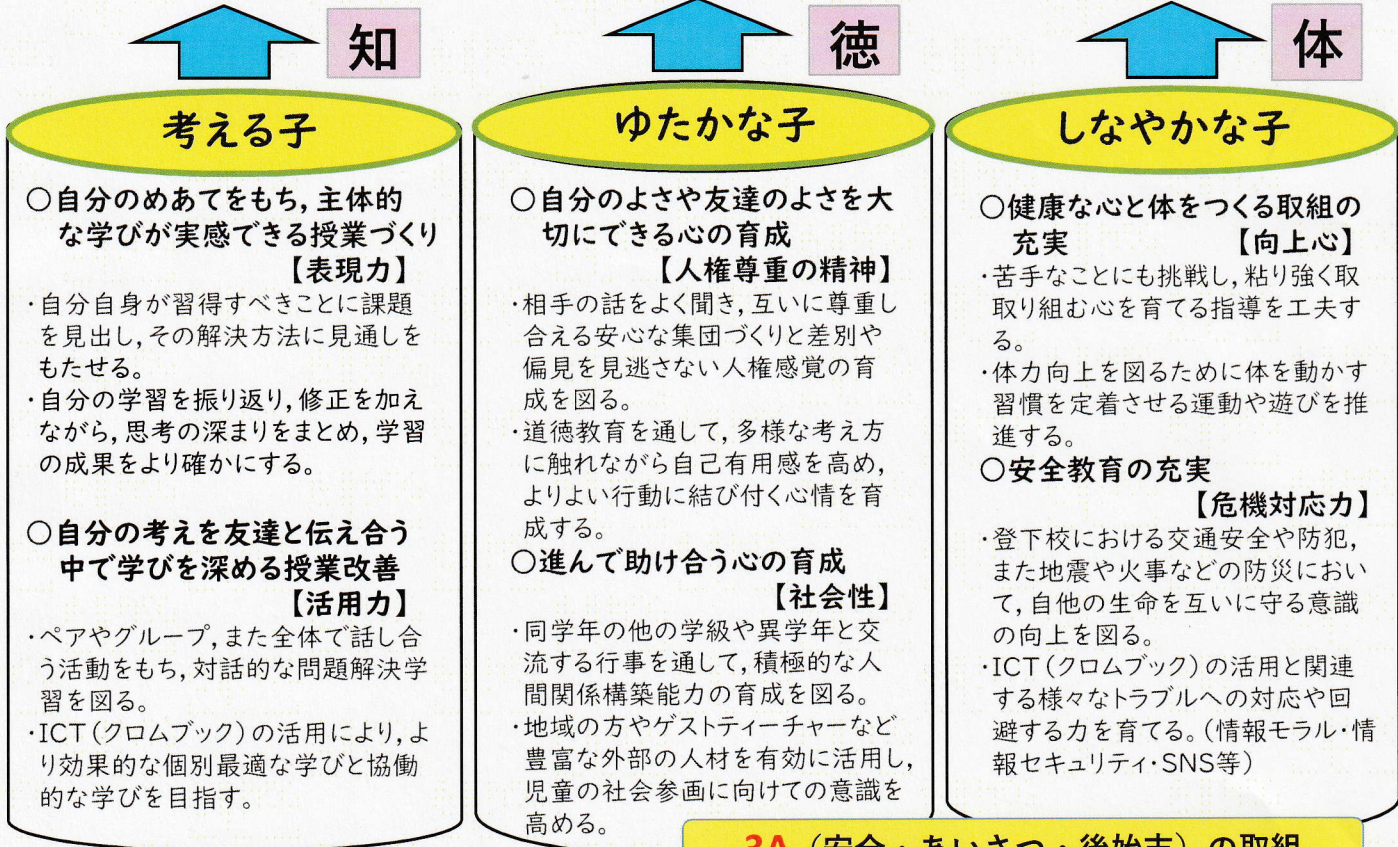 知
考える子
○自分のめあてをもち,主体的
な学びが実感できる授業づくり
【表現力】
・自分自身が習得すべきことに課題
を見出し,その解決方法に見通しを
もたせる。
・自分の学習を振り返り,修正を加え
ながら,思考の深まりをまとめ,学習
の成果をより確かにする。
○自分の考えを友達と伝え合う
中で学びを深める授業改善
【活用力】
・ペアやグループ,また全体で話し合
う活動をもち,対話的な問題解決学
習を図る。
・ICT(クロムブック)の活用により,よ
り効果的な個別最適な学びと協働
的な学びを目指す。
徳
ゆたかな子
○自分のよさや友達のよさを大
切にできる心の育成
【人権尊重の精神】
・相手の話をよく聞き,互いに尊重し
合える安心な集団づくりと差別や
偏見を見逃さない人権感覚の育
成を図る。
・道徳教育を通して,多様な考え方
に触れながら自己有用感を高め,
よりよい行動に結び付く心情を育
成する。
○進んで助け合う心の育成
【社会性】
・同学年の他の学級や異学年と交
流する行事を通して,積極的な人
間関係構築能力の育成を図る。
・地域の方やゲストティーチャーなど
豊富な外部の人材を有効に活用し,
児童の社会参画に向けての意識を
高める。
体
しなやかな子
○健康な心と体をつくる取組の
充実 【向上心】
・苦手なことにも挑戦し,粘り強く取
取り組む心を育てる指導を工夫す
る。
・体力向上を図るために体を動かす
習慣を定着させる運動や遊びを推
進する。
○安全教育の充実
【危機対応力】
・登下校における交通安全や防犯,
また地震や火事などの防災におい
て,自他の生命を互いに守る意識
の向上を図る。
・ICT(クロムブック)の活用と関連
する様々なトラブルへの対応や回
避する力を育てる。(情報モラル・情
報セキュリティ・SNS等)
3A(安全・あいさつ・後始末)の取組